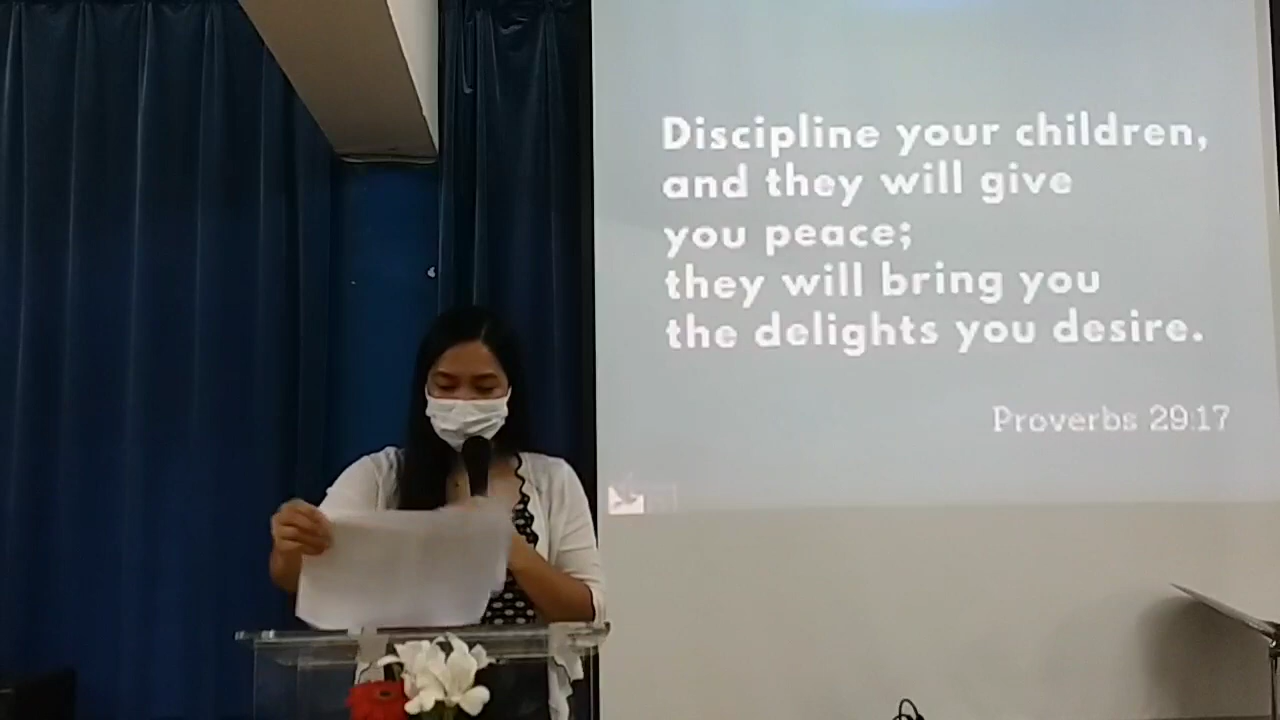 Discipline your children,
and they will give
you peace;
they will bring you
the delights you desire.
Proverbs 29:17